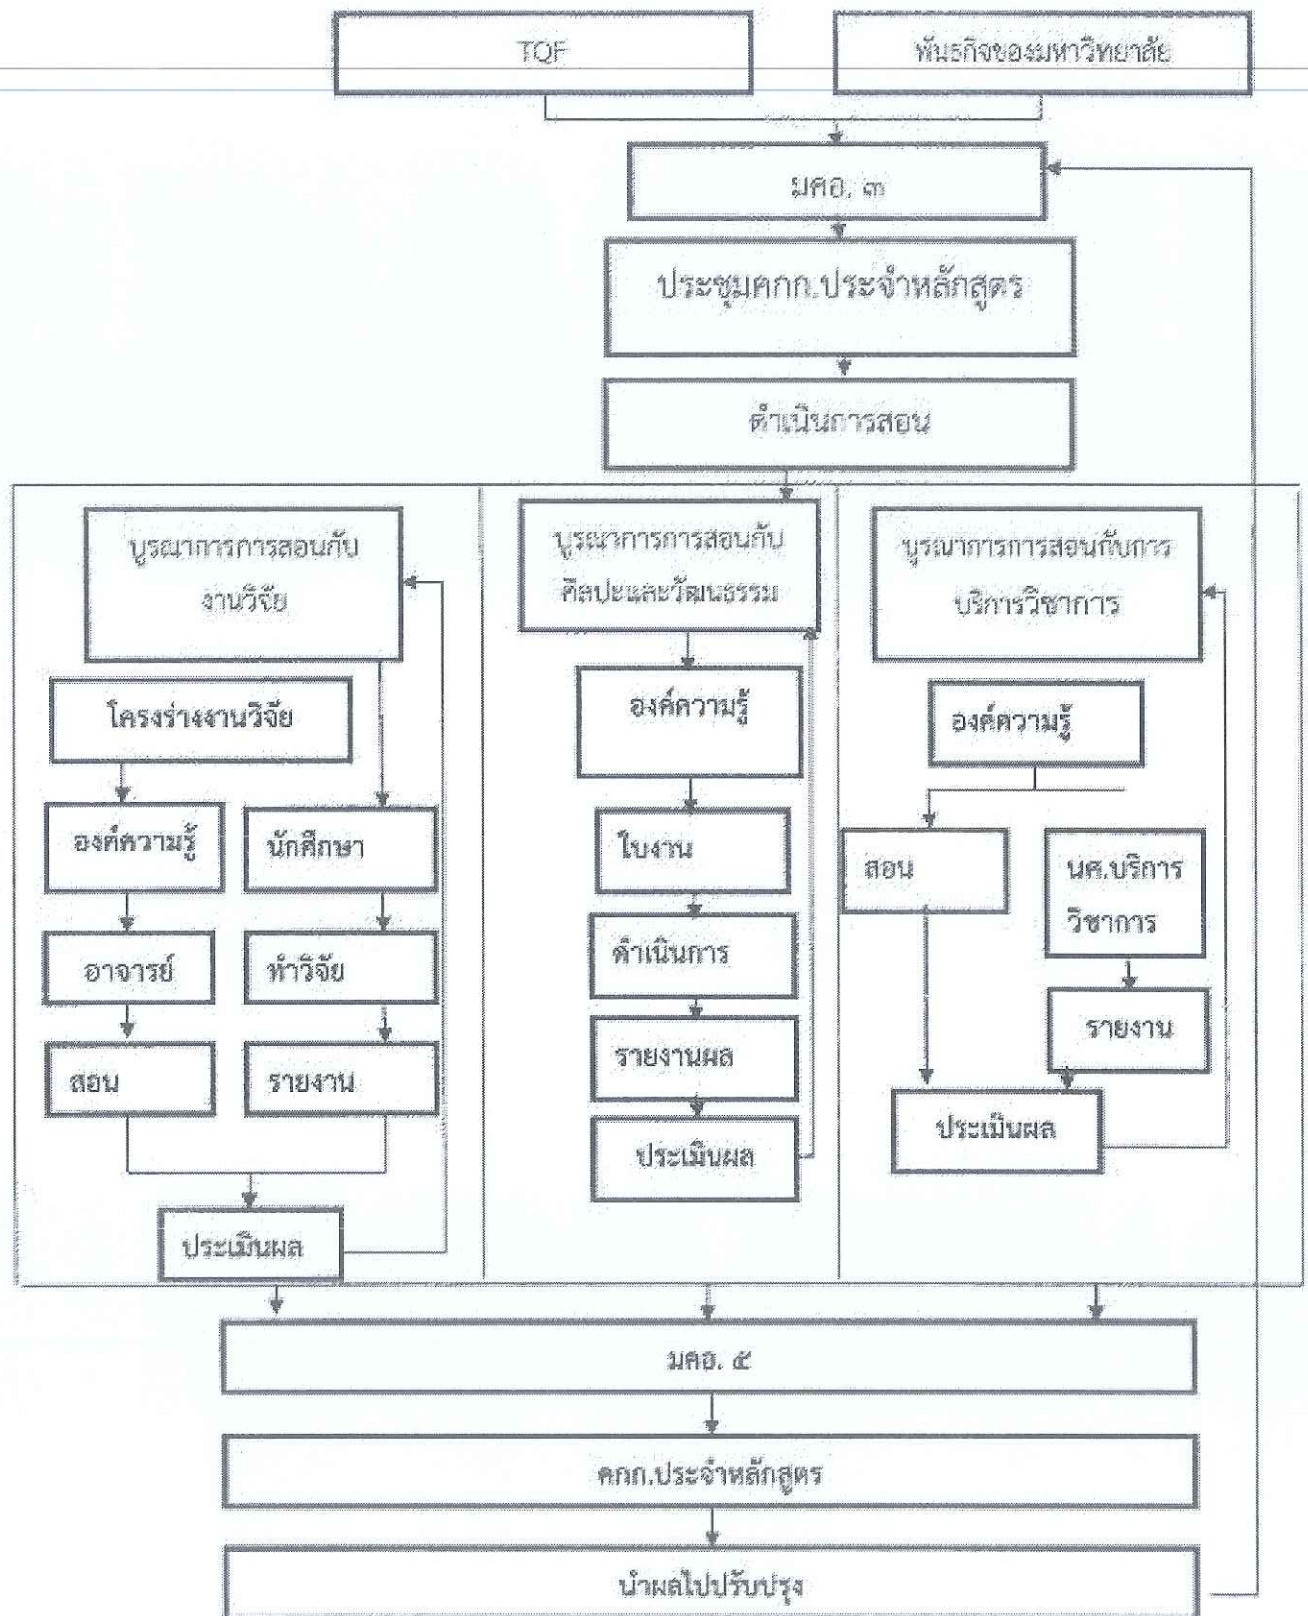 TQF
พันธกิจของมหาวิทยาลัย
มคอ. ๓
ประชุมคกก.ประจำหลักสูตร
ดำเนินการสอน
บูรณาการการสอนกับ
งานวิจัย
โครงร่างงานวิจัย
องค์ความรู้
นักศึกษา
อาจารย์
ทำวิจัย
สอน
รายงาน
ประเมินผล
บูรณาการการสอนกับ
ศิลปะและวัฒนธรรม
องค์ความรู้
ใบงาน
ดำเนินการ
รายงานผล
ประเมินผล
บูรณาการการสอนกับการ
บริการวิชาการ
องค์ความรู้
สอน
นศ.บริการ
วิชาการ
รายงาน
ประเมินผล
มคอ. ๕
คกก.ประจำหลักสูตร
นำผลไปปรับปรุง